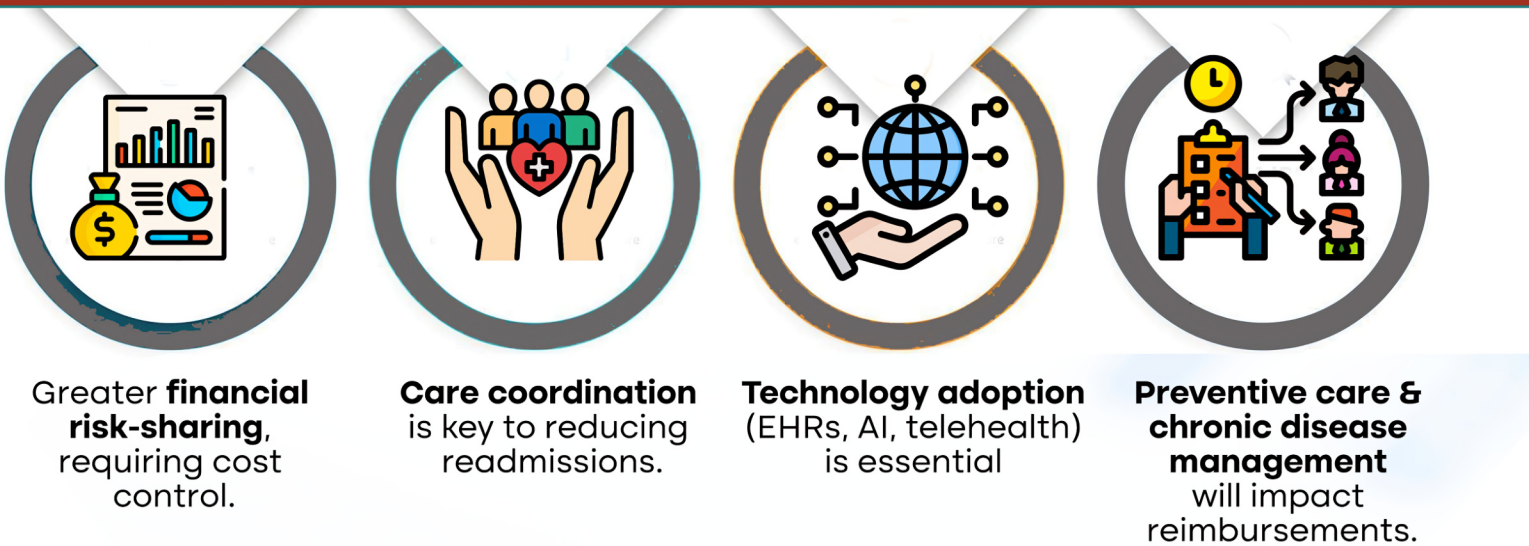 Greater financial
risk-sharing,
requiring cost
control.
Care coordination
is key to reducing
readmissions.
Technology adoption
(EHRs, AI, telehealth)
is essential
Preventive care &
chronic disease
management
will impact
reimbursements.